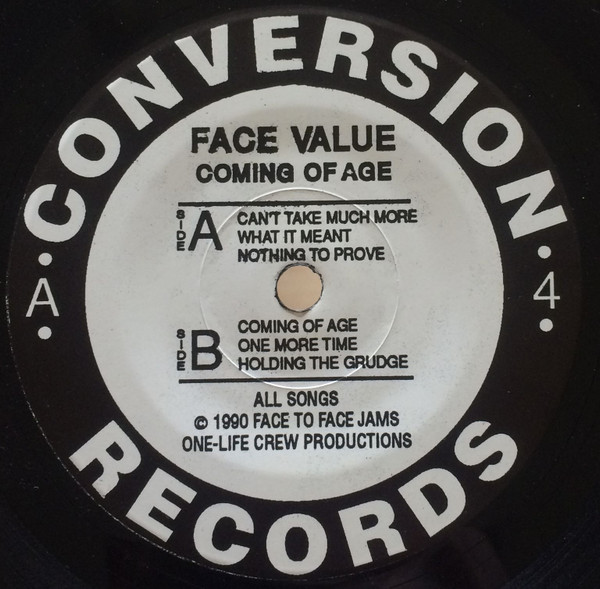 CONVERSION
FACE VALUE
COMING OF AGE
SIDE A
CAN'T TAKE MUCH MORE
WHAT IT MEANT
NOTHING TO PROVE
• A •
• 4 •
SIDE B
COMING OF AGE
ONE MORE TIME
HOLDING THE GRUDGE
ALL SONGS
© 1990 FACE TO FACE JAMS
ONE-LIFE CREW PRODUCTIONS
RECORDS